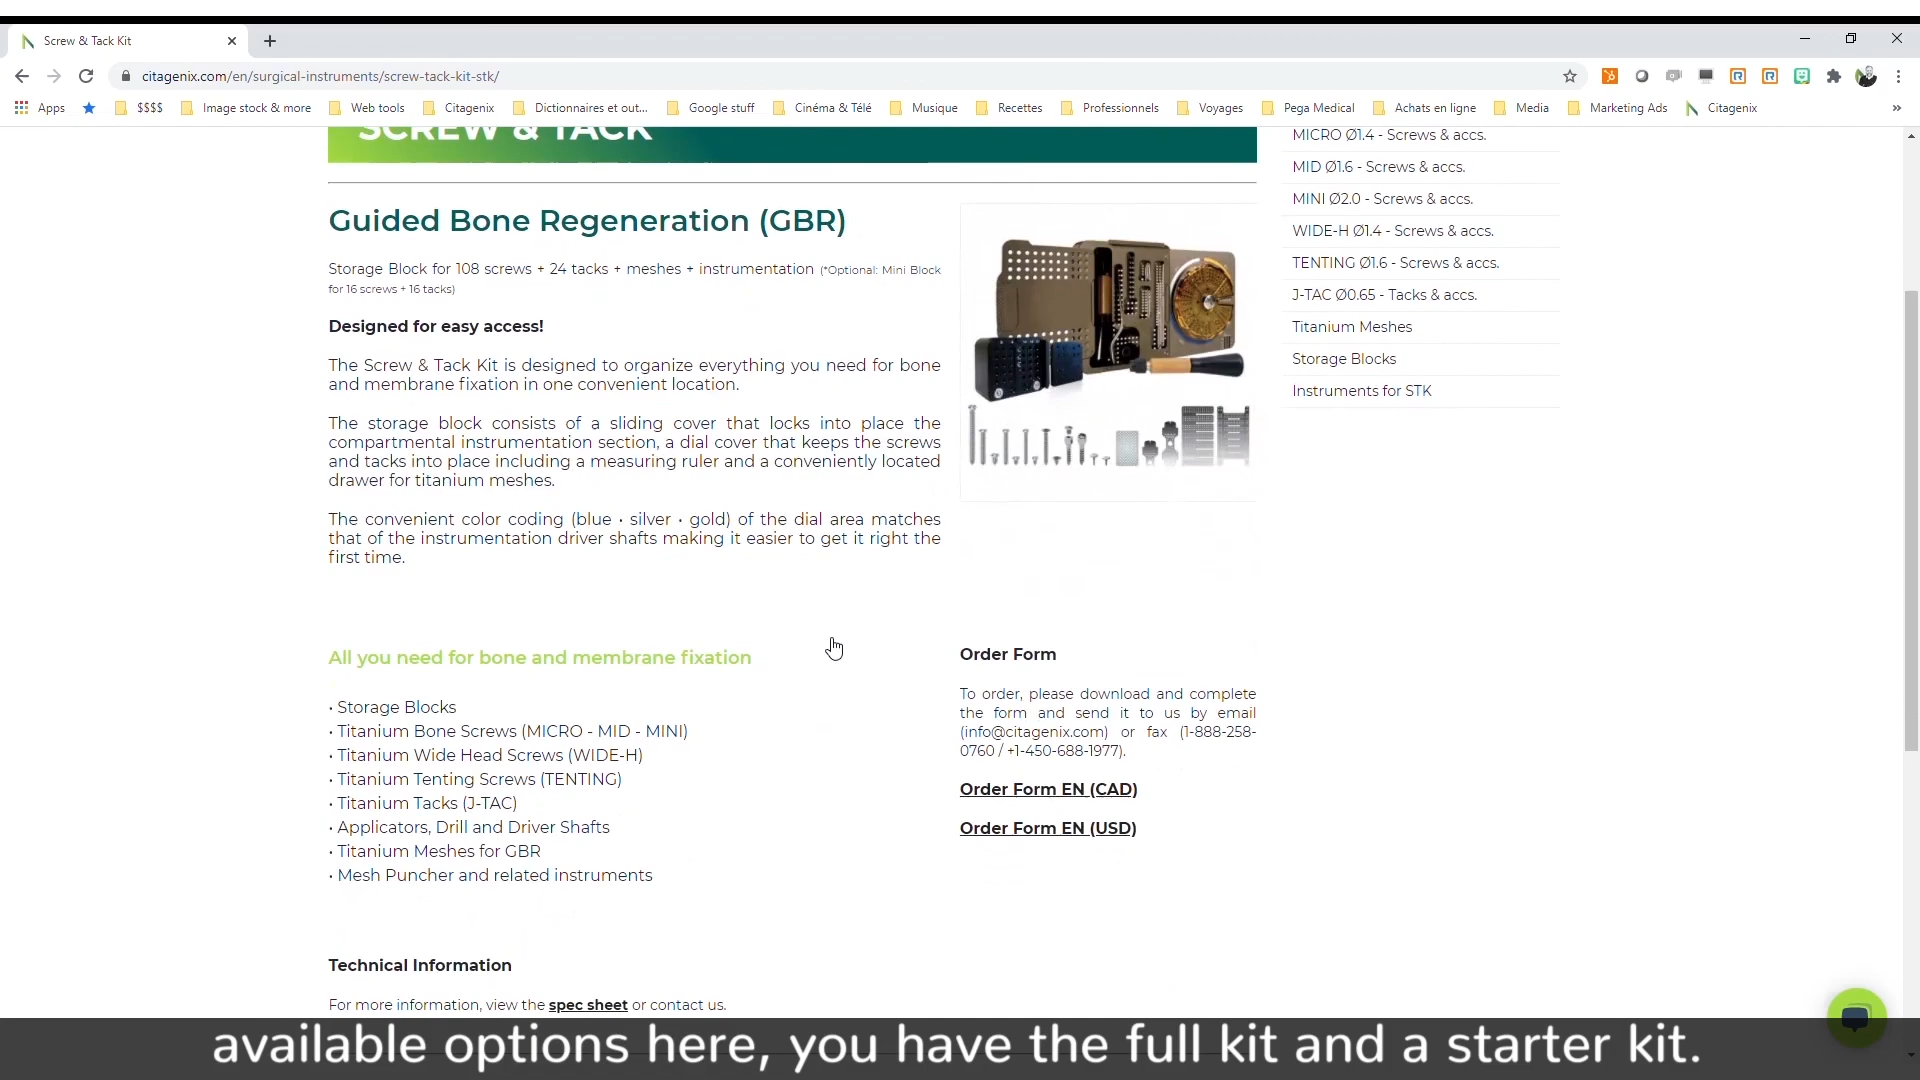 Screw & Tack Kit
citagenix.com/en/surgical-instruments/screw-tack-kit-stk/
Apps
$$$$
Image stock & more
Web tools
Citagenix
Dictionnaires et out...
Google stuff
Cinéma & Télé
Musique
Recettes
Professionnels
Voyages
Pega Medical
Achats en ligne
Media
Marketing Ads
Citagenix
»
SCREW & TACK
Guided Bone Regeneration (GBR)
Storage Block for 108 screws + 24 tacks + meshes + instrumentation (*Optional: Mini Block
for 16 screws + 16 tacks)
Designed for easy access!
The Screw & Tack Kit is designed to organize everything you need for bone
and membrane fixation in one convenient location.
The storage block consists of a sliding cover that locks into place the
compartmental instrumentation section, a dial cover that keeps the screws
and tacks into place including a measuring ruler and a conveniently located
drawer for titanium meshes.
The convenient color coding (blue • silver • gold) of the dial area matches
that of the instrumentation driver shafts making it easier to get it right the
first time.
MICRO Ø1.4 - Screws & accs.
MID Ø1.6 - Screws & accs.
MINI Ø2.0 - Screws & accs.
WIDE-H Ø1.4 - Screws & accs.
TENTING Ø1.6 - Screws & accs.
J-TAC Ø0.65 - Tacks & accs.
Titanium Meshes
Storage Blocks
Instruments for STK
All you need for bone and membrane fixation
• Storage Blocks
• Titanium Bone Screws (MICRO - MID - MINI)
• Titanium Wide Head Screws (WIDE-H)
• Titanium Tenting Screws (TENTING)
• Titanium Tacks (J-TAC)
• Applicators, Drill and Driver Shafts
• Titanium Meshes for GBR
• Mesh Puncher and related instruments
Order Form
To order, please download and complete
the form and send it to us by email
(info@citagenix.com) or fax (1-888-258-
0760 / +1-450-688-1977).
Order Form EN (CAD)
Order Form EN (USD)
Technical Information
For more information, view the spec sheet or contact us.
available options here, you have the full kit and a starter kit.